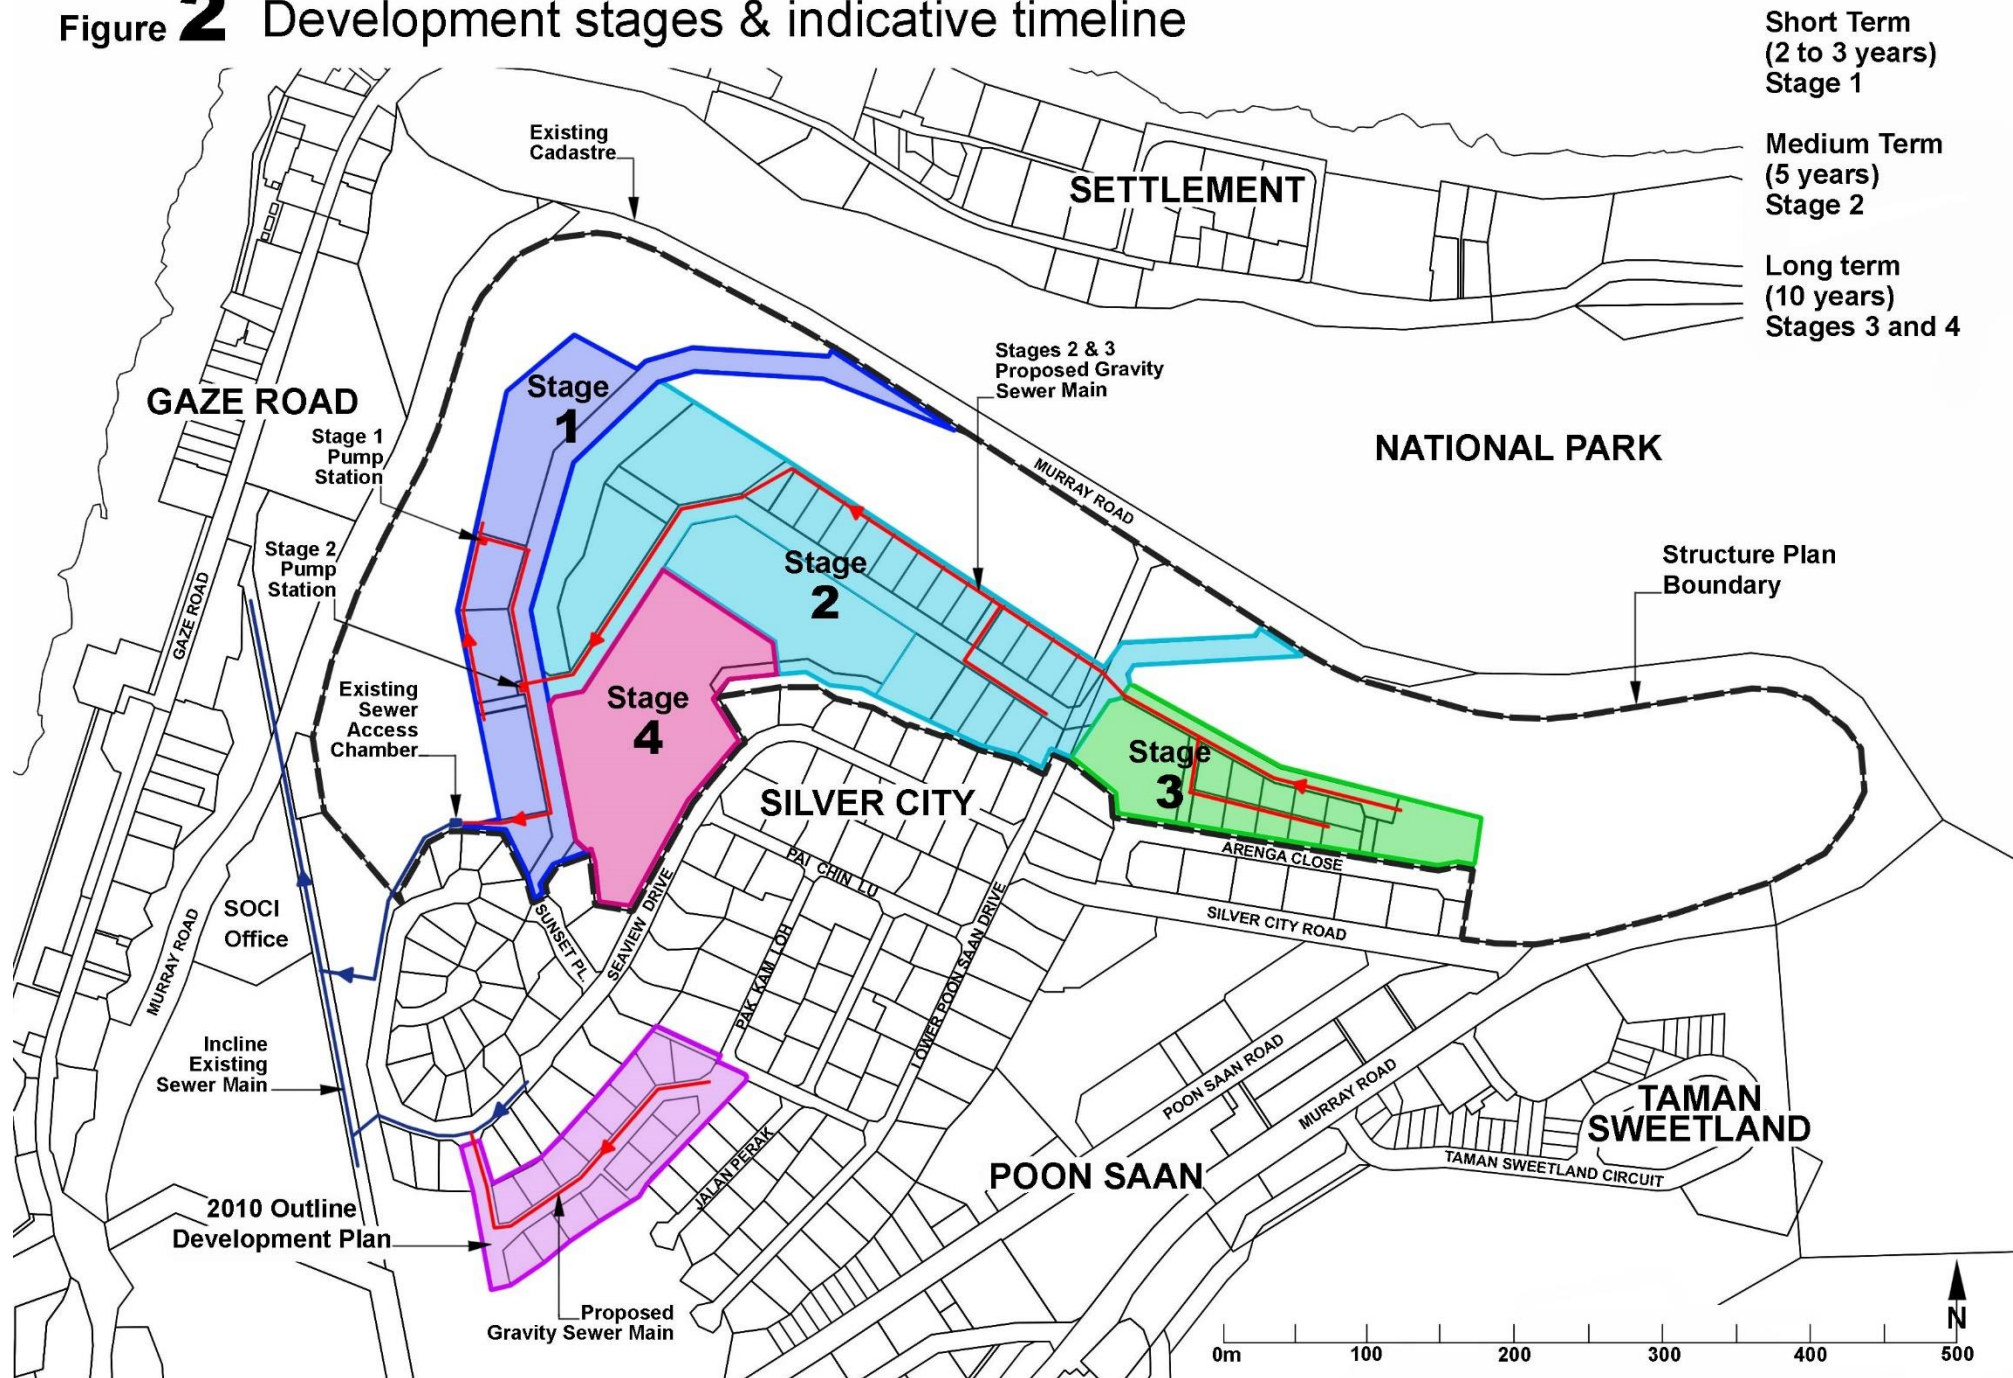 Figure 2 Development stages & indicative timeline
Short Term
(2 to 3 years)
Stage 1
Medium Term
(5 years)
Stage 2
Long term
(10 years)
Stages 3 and 4
Existing
Cadastre
SETTLEMENT
Stages 2 & 3
Proposed Gravity
Sewer Main
GAZE ROAD
Stage
1
Stage 1
Pump
Station
NATIONAL PARK
MURRAY ROAD
Stage 2
Pump
Station
Stage
2
Structure Plan
Boundary
GAZE ROAD
Existing
Sewer
Access
Chamber
Stage
4
Stage
3
SILVER CITY
ARENGA CLOSE
PAI CHIN LU
SILVER CITY ROAD
SOCI
Office
MURRAY ROAD
SUNSET PL.
SEAVIEW DRIVE
PAK KAM LOH
LOWER POON SAAN DRIVE
Incline
Existing
Sewer Main
POON SAAN ROAD
MURRAY ROAD
TAMAN
SWEETLAND
TAMAN SWEETLAND CIRCUIT
JALAN PERAK
POON SAAN
2010 Outline
Development Plan
Proposed
Gravity Sewer Main
N
0m 100 200 300 400 500